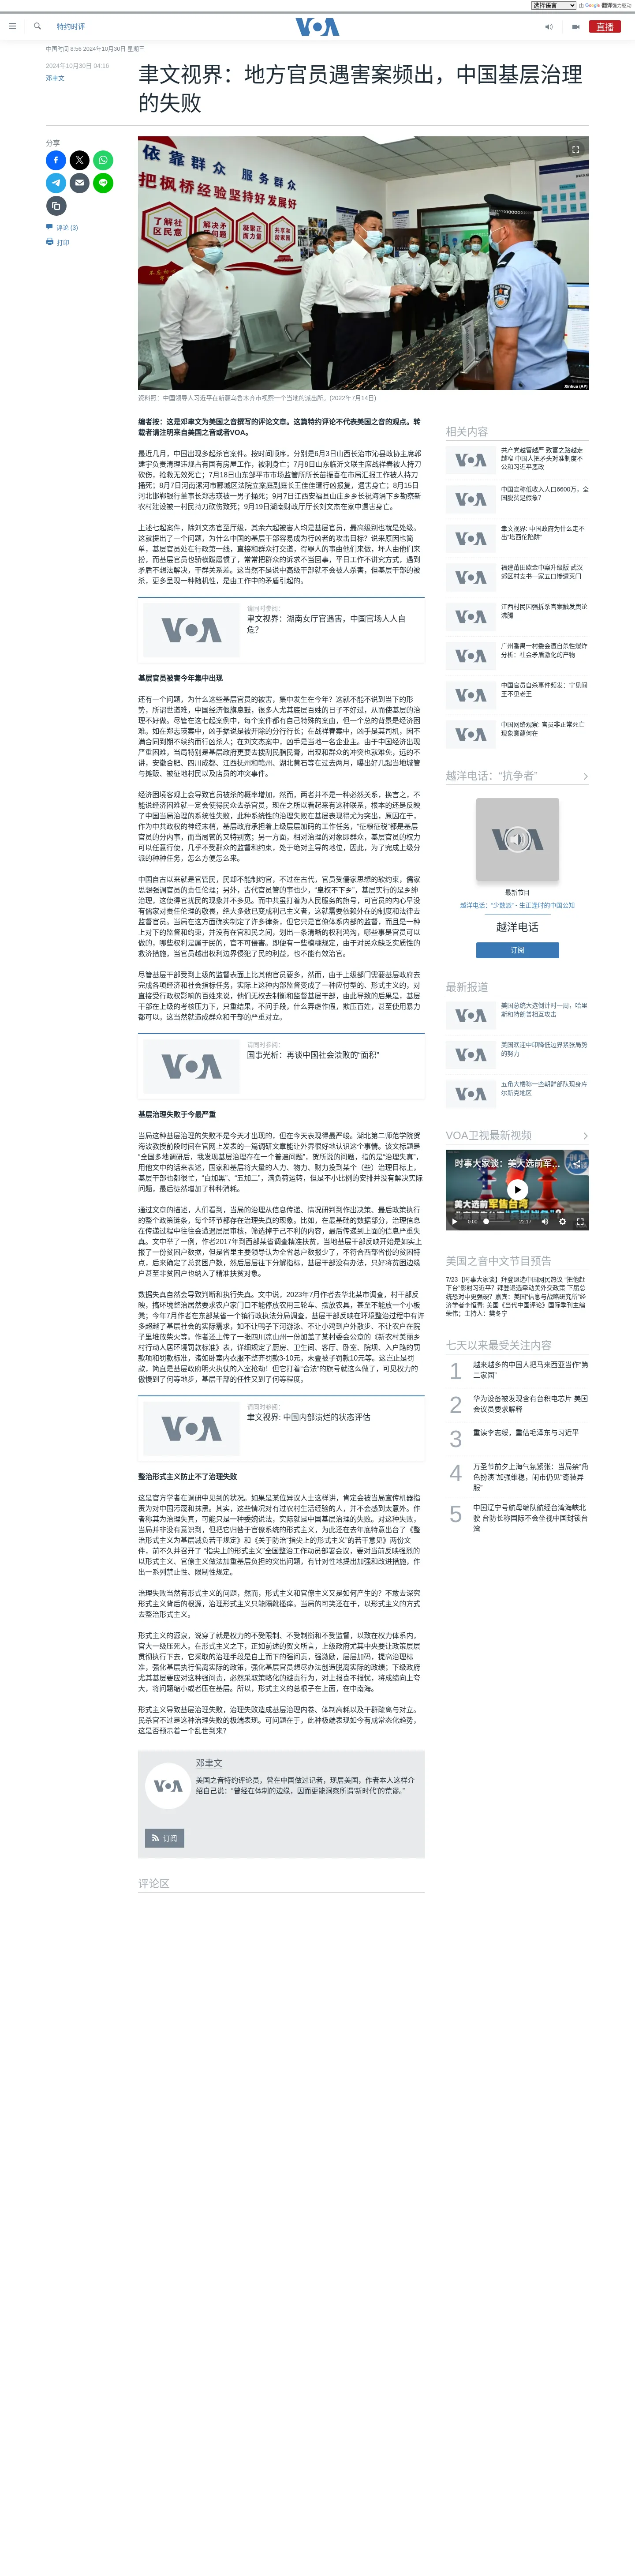 选择语言 由 Google 翻译强力驱动
特约时评
VOA
直播
中国时间 8:56 2024年10月30日 星期三
2024年10月30日 04:16
邓聿文
聿文视界：地方官员遇害案频出，中国基层治理
的失败
分享
评论 (3)
打印
依靠服务群众！
把枫桥经验坚持好发展好
了解社区民意
凝聚共识
Xinhua (AP)
资料照：中国领导人习近平在新疆乌鲁木齐市视察一个当地的派出所。(2022年7月14日)
编者按：这是邓聿文为美国之音撰写的评论文章。这篇特约评论不代表美国之音的观点。转
载者请注明来自美国之音或者VOA。
最近几月，中国出现多起杀官案件。按时间顺序，分别是6月3日山西长治市沁县政协主席郭
建宇负责清理违规占有国有房屋工作，被刺身亡；7月8日山东临沂文联主席战祥春被人持刀
砍伤，抢救无效死亡；7月18日山东邹平市市场监管所所长苗振喜在市局汇报工作被人持刀
捅死；8月7日河南漯河市郾城区法院立案庭副庭长王佳佳遭行凶报复，遇害身亡；8月15日
河北邯郸银行董事长郑志瑛被一男子捅死；9月7日江西安福县山庄乡乡长祝海涓下乡勘察新
农村建设被一村民持刀砍伤致死；9月19日湖南财政厅厅长刘文杰在家中遇害身亡。
上述七起案件，除刘文杰官至厅级，其余六起被害人均是基层官员，最高级别也就是处级。
这就提出了一个问题，为什么中国的基层干部容易成为行凶者的攻击目标？说来原因也简
单，基层官员处在行政第一线，直接和群众打交道，得罪人的事由他们来做，坏人由他们来
扮，而基层官员也骄横跋扈惯了，常常把群众的诉求不当回事，平日工作不讲究方式，遇到
矛盾不想去解决，干群关系差。这当然不是说中高级干部就不会被人杀害，但基层干部的被
杀，更多呈现一种随机性，是由工作中的矛盾引起的。
VOA
请同时参阅:
聿文视界：湖南女厅官遇害，中国官场人人自
危？
基层官员被害今年集中出现
还有一个问题，为什么这些基层官员的被害，集中发生在今年？这就不能不说到当下的形
势，所谓世道难，中国经济僵旗息鼓，很多人尤其底层百姓的日子不好过，从而使基层的治
理不好做。尽管在这七起案例中，每个案件都有自己特殊的案由，但一个总的背景是经济困
难。如在郑志瑛案中，凶手据说是被开除的分行行长；在战祥春案中，凶手是其司机，因不
满合同到期不续约而行凶杀人；在刘文杰案中，凶手是当地一名企业主。由于中国经济出现
严重困难，当局特别是基层政府更要去接刮民脂民膏，因而和群众的冲突也就难免，远的不
讲，安徽合肥、四川成都、江西抚州和赣州、湖北黄石等在过去两月，曝出好几起当地城管
与摊贩、被征地村民以及店员的冲突事件。
经济困境客观上会导致官员被杀的概率增加，然而，两者并不是一种必然关系，换言之，不
能说经济困难就一定会使得民众去杀官员，现在之所以看起来有这种联系，根本的还是反映
了中国当局治理的系统性失败，此种系统性的治理失败在基层表现得尤为突出，原因还在于，
作为中共政权的神经末梢，基层政府承担着上级层层加码的工作任务，“征粮征税”都是基层
官员的分内事，而当局管的又特别宽；另一方面，相对治理的对象即群众，基层官员的权力
可以任意行使，几乎不受群众的监督和约束，处于绝对主导的地位，因此，为了完成上级分
派的种种任务，怎么方便怎么来。
中国自古以来就是官管民，民却不能制约官，不过在古代，官员受儒家思想的软约束，儒家
思想强调官员的责任伦理；另外，古代官员管的事也少，“皇权不下乡”，基层实行的是乡绅
治理，这使得官扰民的现象并不多见。而中共虽打着为人民服务的旗号，可官员的内心早没
有儒家对责任伦理的敬畏，绝大多数也已变成利己主义者，这就需要依赖外在的制度和法律去
监督官员。当局在这方面确实制定了许多律条，但它只是官僚体系内部的监督，而且是一种
上对下的监督和约束，并没有在官和民之间，划出一条清晰的权利鸿沟，哪些事是官员可以
做的，哪些权利是属于民的，官不可侵害。即便有一些模糊规定，由于对民众缺乏实质性的
救济措施，当官员越出权利边界侵犯了民的利益，也不能有效治官。
尽管基层干部受到上级的监督表面上比其他官员要多，然而，由于上级部门需要基层政府去
完成各项经济和社会指标任务，实际上这种内部监督变成了一种应付型的、形式主义的，对
直接受行政权影响的百姓来说，他们无权去制衡和监督基层干部，由此导致的后果是，基层干
部在上级的考核压力下，只重结果，不问手段，什么弄虚作假，欺压百姓，甚至使用暴力
都可以。这当然就造成群众和干部的严重对立。
VOA
请同时参阅:
国事光析：再谈中国社会溃败的“面积”
基层治理失败于今最严重
当局这种基层治理的失败不是今天才出现的，但在今天表现得最严峻。湖北第二师范学院贺
海波教授前段时间在官网上发表的一篇调研文章能让外界很好地认识这个问题。该文标题为
“全国多地调研后，我发现基层治理存在一个普遍问题”，贺所说的问题，指的是“治理失真”，
用他文中的话来表述，国家和基层将大量的人力、物力、财力投到某个（些）治理目标上，
基层干部也都很忙，“白加黑”、“五加二”，满负荷运转，但是不小比例的安排并没有解决实际
问题，最后徒然增加了种种消耗。
通过文章的描述，人们看到，当局的治理从信息传递、情况研判到作出决策、最后政策执行
的整个政策链条，每个环节都存在治理失真的现象。比如，在最基础的数据部分，治理信息
在传递过程中往往会遭遇层层审核，筛选掉于己不利的内容，最后传递到上面的信息严重失
真。文中举了一例，作者2017年到西部某省调查精准扶贫，当地基层干部反映开始是如实上
报了一份贫困户数据，但是省里主要领导认为全省总户数报少了，不符合西部省份的贫困特
点，后来确定了总贫困户数，然后层层往下分解指标，基层干部没有办法，只好将贫困边缘
户甚至非贫困户也纳入了精准扶贫对象。
数据失真自然会导致判断和执行失真。文中说，2023年7月作者去华北某市调查，村干部反
映，搞环境整治居然要求农户家门口不能停放农用三轮车、摆放农具，甚至不能放一个小板
凳；今年7月作者在东部某省一个镇行政执法分局调查，基层干部反映在环境整治过程中有许
多超越了基层社会的实际需求，如不让鸭子下河游泳、不让小鸡到户外散步、不让农户在院
子里堆放柴火等。作者还上传了一张四川凉山州一份加盖了某村委会公章的《新农村美丽乡
村行动人居环境罚款标准》表，详细规定了厨房、卫生间、客厅、卧室、院坝、入户路的罚
款项和罚款标准，诸如卧室内衣服不整齐罚款3-10元，未叠被子罚款10元等。这岂止是罚
款，简直是基层政府明火执仗的入室抢劫！但它打着“合法”的旗号就这么做了，可见权力的
傲慢到了何等地步，基层干部的任性又到了何等程度。
VOA
请同时参阅:
聿文视界: 中国内部溃烂的状态评估
整治形式主义防止不了治理失败
这是官方学者在调研中见到的状况。如果是某位异议人士这样讲，肯定会被当局宣传机器指
责为对中国污蔑和抹黑。其实，这些情况对有过农村生活经验的人，并不会感到太意外。作
者称其为治理失真，可能只是一种委婉说法，实际就是中国基层治理的失败。对这种失败，
当局并非没有意识到，但把它归咎于官僚系统的形式主义，为此还在去年底特意出台了《整
治形式主义为基层减负若干规定》和《关于防治“指尖上的形式主义”的若干意见》两份文
件，前不久并召开了 “指尖上的形式主义”全国整治工作动员部署会议，要对当前反映强烈的
以形式主义、官僚主义做法加重基层负担的突出问题，有针对性地提出加强和改进措施，作
出一系列禁止性、限制性规定。
治理失败当然有形式主义的问题，然而，形式主义和官僚主义又是如何产生的？不敢去深究
形式主义背后的根源，治理形式主义只能隔靴搔痒。当局的可笑还在于，以形式主义的方式
去整治形式主义。
形式主义的源泉，说穿了就是权力的不受限制、不受制衡和不受监督，以致在权力体系内，
官大一级压死人。在形式主义之下，正如前述的贺文所言，上级政府尤其中央要让政策层层
贯彻执行下去，它采取的治理手段是自上而下的强问责，强激励，层层加码，提高治理目标
准，强化基层执行偏离实际的政策，强化基层官员想尽办法创造脱离实际的政绩；下级政府
尤其基层要应对这种强问责，必然采取策略化的避责行为，对上报喜不报忧，将成绩向上夸
大，将艰难险阻与矛盾往下压在基层。所以，形式主义的总根子在上面，在中南海。
形式主义导致基层治理失败，治理失败造成基层治理内卷、体制高耗以及干群疏离与对立。
民杀官不过是这种治理失败的极端表现。可问题在于，此种极端表现如今有成常态化趋势，
这是否预示着一个乱世到来？
VOA
邓聿文
美国之音特约评论员，曾在中国做过记者，现居美国，作者本人这样介
绍自己说：“曾经在体制的边缘，因而更能洞察所谓‘新时代’的荒谬。”
订阅
评论区
相关内容
共产党越管越严 致富之路越走
越窄 中国人把矛头对准制度不
公和习近平恶政
中国宣称低收入人口6600万，全
国脱贫是假象？
聿文视界: 中国政府为什么走不
出“塔西佗陷阱”
福建莆田欧金中案升级版 武汉
郊区村支书一家五口惨遭灭门
江西村民因强拆杀官案触发舆论
沸腾
广州番禺一村委会遭自杀性爆炸
分析：社会矛盾激化的产物
中国官员自杀事件频发：宁见阎
王不见老王
中国网络观察: 官员非正常死亡
现象意蕴何在
越洋电话：“抗争者”
VOA
最新节目
越洋电话：“少数派” - 生正逢时的中国公知
越洋电话
订阅
最新报道
美国总统大选倒计时一周，哈里
斯和特朗普相互攻击
美国欢迎中印降低边界紧张局势
的努力
五角大楼称一些朝鲜部队现身库
尔斯克地区
VOA卫视最新视频
时事大家谈：美大选前军…
美大选前军售台湾
0:00
22:17
美国之音中文节目预告
7/23【时事大家谈】拜登退选中国网民热议 “把他赶
下台”影射习近平？拜登退选牵动美外交政策 下届总
统恐对中更强硬？嘉宾：美国“信息与战略研究所”经
济学者李恒青; 美国《当代中国评论》国际季刊主编
荣伟；主持人：樊冬宁
七天以来最受关注内容
1 越来越多的中国人把马来西亚当作“第
二家园”
2 华为设备被发现含有台积电芯片 美国
会议员要求解释
3 重读李志绥，重估毛泽东与习近平
4 万圣节前夕上海气氛紧张：当局禁“角
色扮演”加强维稳，闹市仍见“奇装异
服”
5 中国辽宁号航母编队航经台湾海峡北
驶 台防长称国际不会坐视中国封锁台
湾